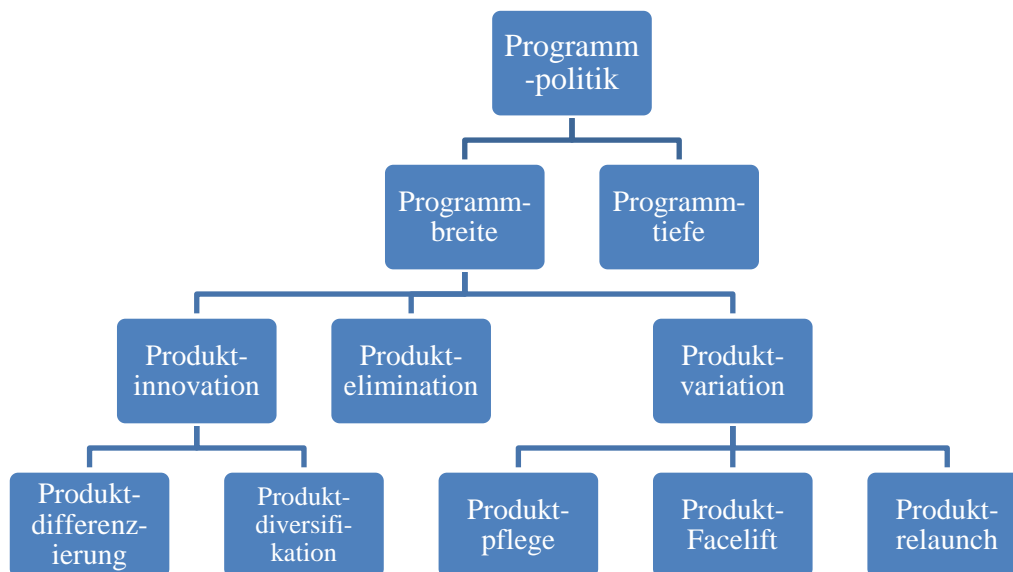 Programm
-politik
Programm-
breite
Programm-
tiefe
Produkt-
innovation
Produkt-
elimination
Produkt-
variation
Produkt-
differenz-
ierung
Produkt-
diversifi-
kation
Produkt-
pflege
Produkt-
Facelift
Produkt-
relaunch